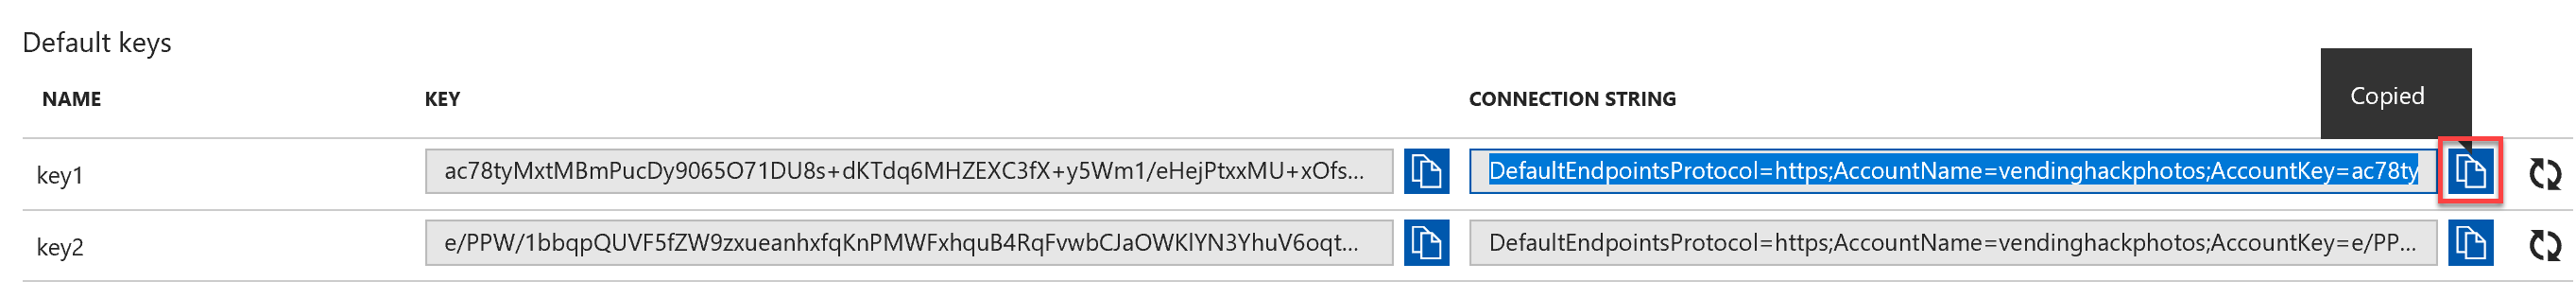 Default keys
NAME KEY CONNECTION STRING Copied
key1 ac78tyMxtMBmPucDy9065O71DU8s+dKTdq6MHZEXC3fX+y5Wm1/eHejPtxxMU+xOfs... DefaultEndpointsProtocol=https;AccountName=vendinghackphotos;AccountKey=ac78ty
key2 e/PPW/1bbqpQUVF5fZW9zxueanhxfqKnPMWFxhquB4RqFvwbCJaOWKlYN3YhuV6oqt... DefaultEndpointsProtocol=https;AccountName=vendinghackphotos;AccountKey=e/PP...